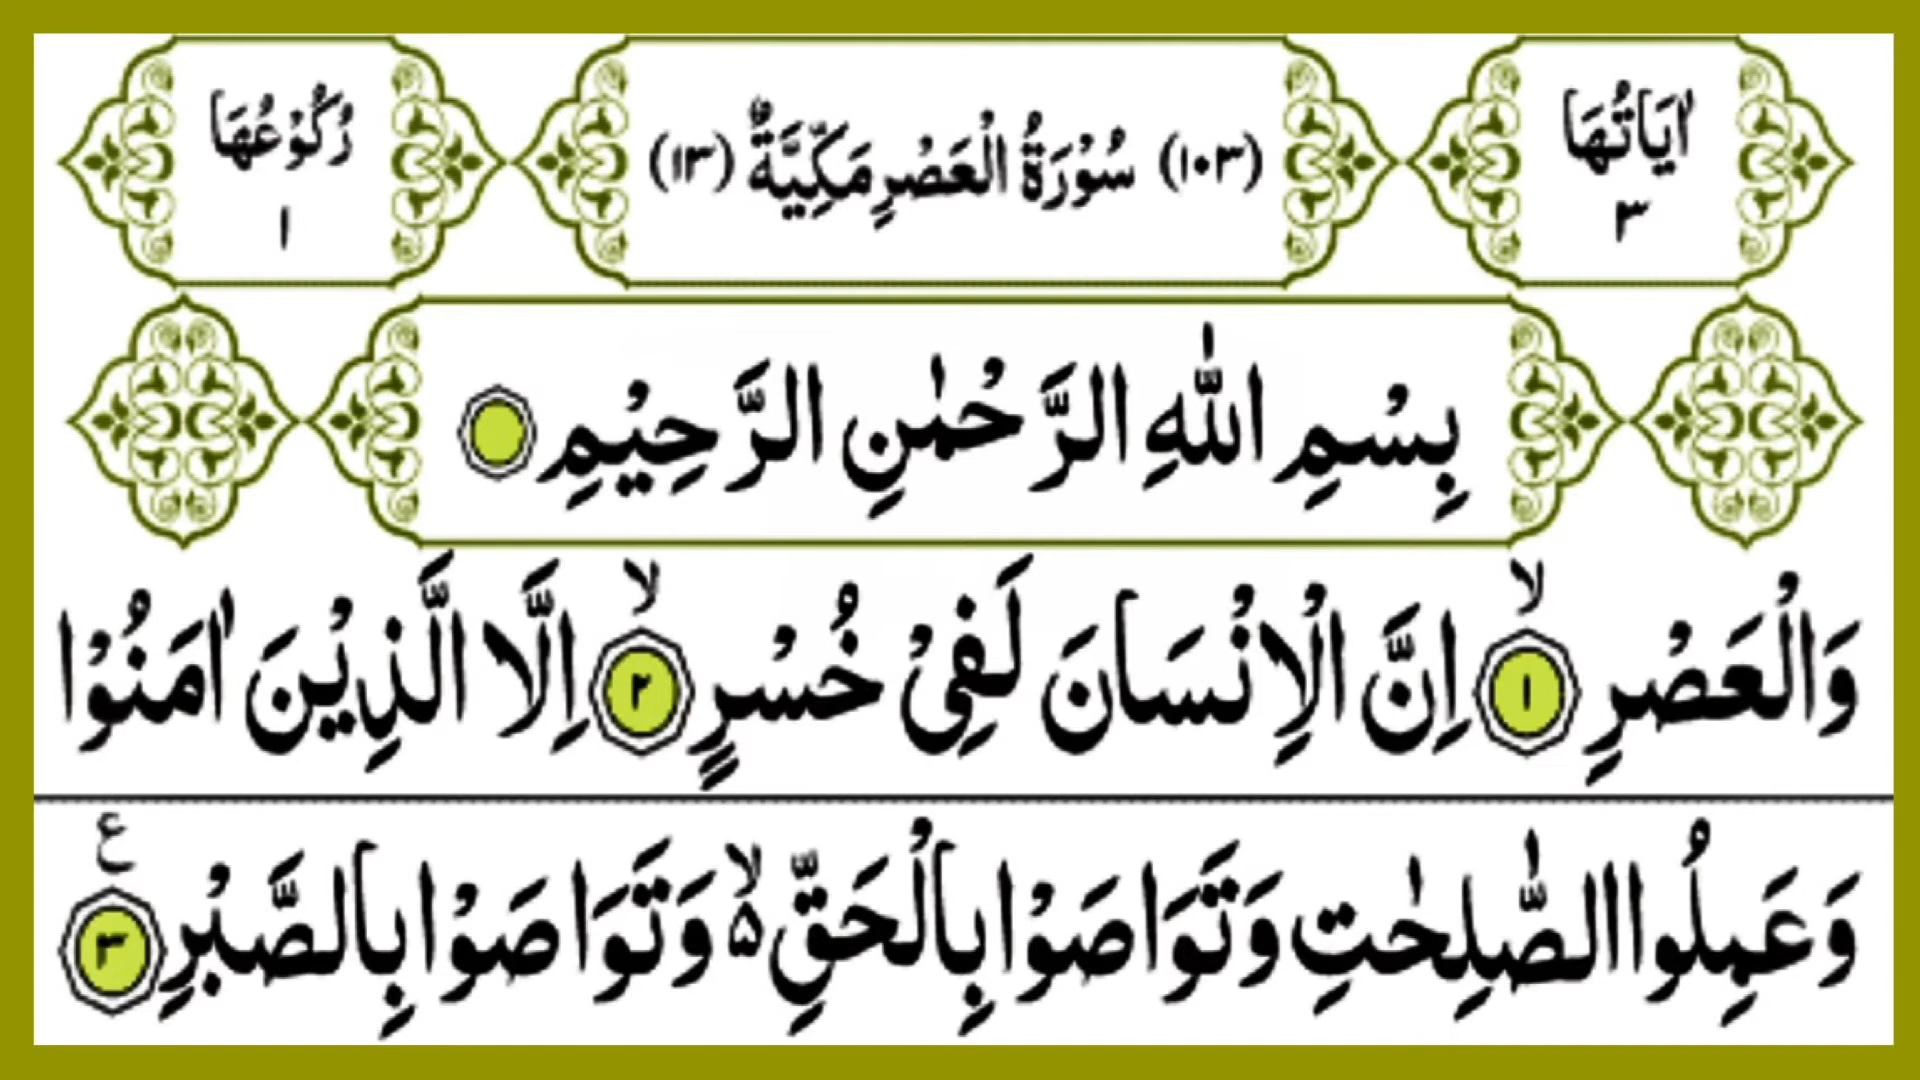 اٰيَاتُهَا ٣
(١٠٣) سُوْرَةُ الْعَصْرِ مَكِّيَّةٌ (١٣)
رُكُوْعُهَا ١
بِسْمِ اللّٰهِ الرَّحْمٰنِ الرَّحِيْمِ
وَالْعَصْرِ ۙ ١ اِنَّ الْاِنْسَانَ لَفِيْ خُسْرٍ ۙ ٢ اِلَّا الَّذِيْنَ اٰمَنُوْا
وَعَمِلُوا الصّٰلِحٰتِ وَتَوَاصَوْا بِالْحَقِّ ۙ۵ وَتَوَاصَوْا بِالصَّبْرِ ٣ ع